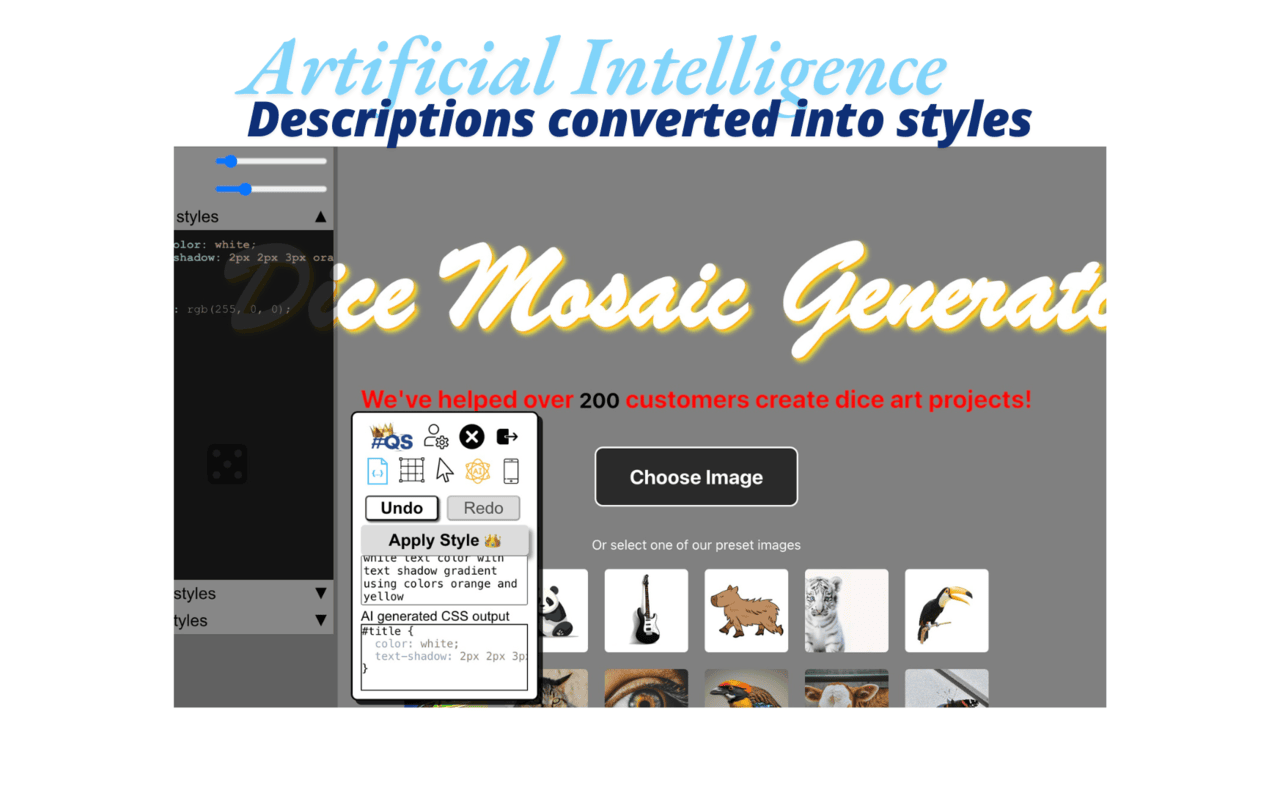 Artificial Intelligence
Descriptions converted into styles
styles ▲
olor: white;
shadow: 2px 2px 3px ora
: rgb(255, 0, 0);
Dice Mosaic Generato
We've helped over 200 customers create dice art projects!
#QS
{..}
AI
Undo Redo
Apply Style
white text color with
text shadow gradient
using colors orange and
yellow
AI generated CSS output
#title {
color: white;
text-shadow: 2px 2px 3px
}
Choose Image
Or select one of our preset images
styles ▼
tyles ▼